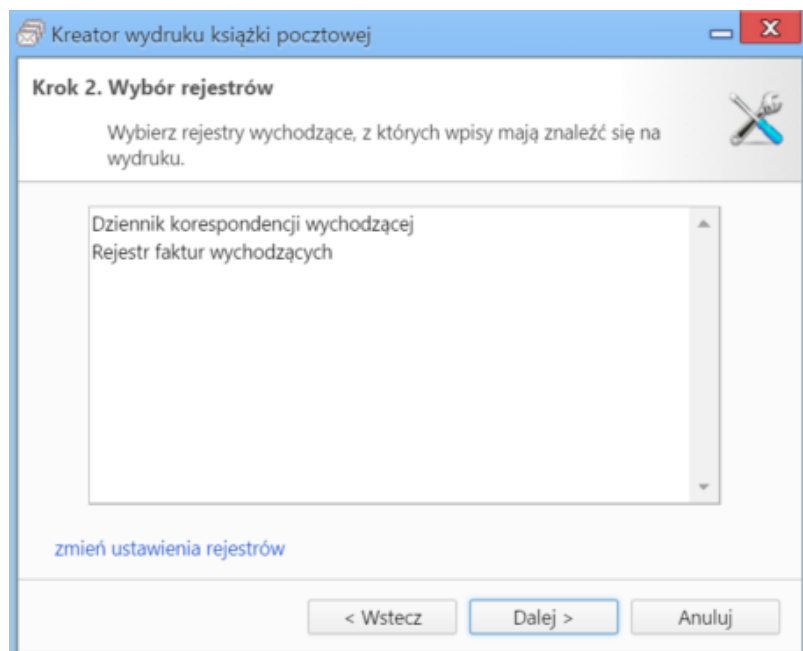 Kreator wydruku książki pocztowej
Krok 2. Wybór rejestrów
Wybierz rejestry wychodzące, z których wpisy mają znaleźć się na
wydruku.
Dziennik korespondencji wychodzącej
Rejestr faktur wychodzących
zmień ustawienia rejestrów
< Wstecz Dalej > Anuluj